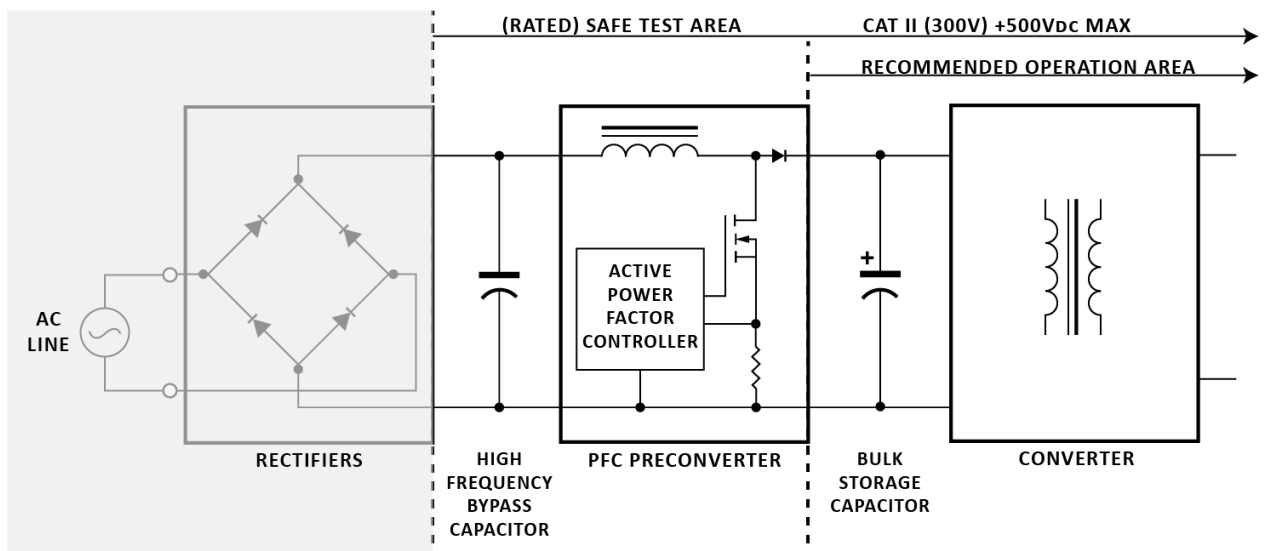 (RATED) SAFE TEST AREA
CAT II (300V) +500VDC MAX
RECOMMENDED OPERATION AREA
AC
LINE
ACTIVE
POWER
FACTOR
CONTROLLER
+
RECTIFIERS
HIGH
FREQUENCY
BYPASS
CAPACITOR
PFC PRECONVERTER
BULK
STORAGE
CAPACITOR
CONVERTER